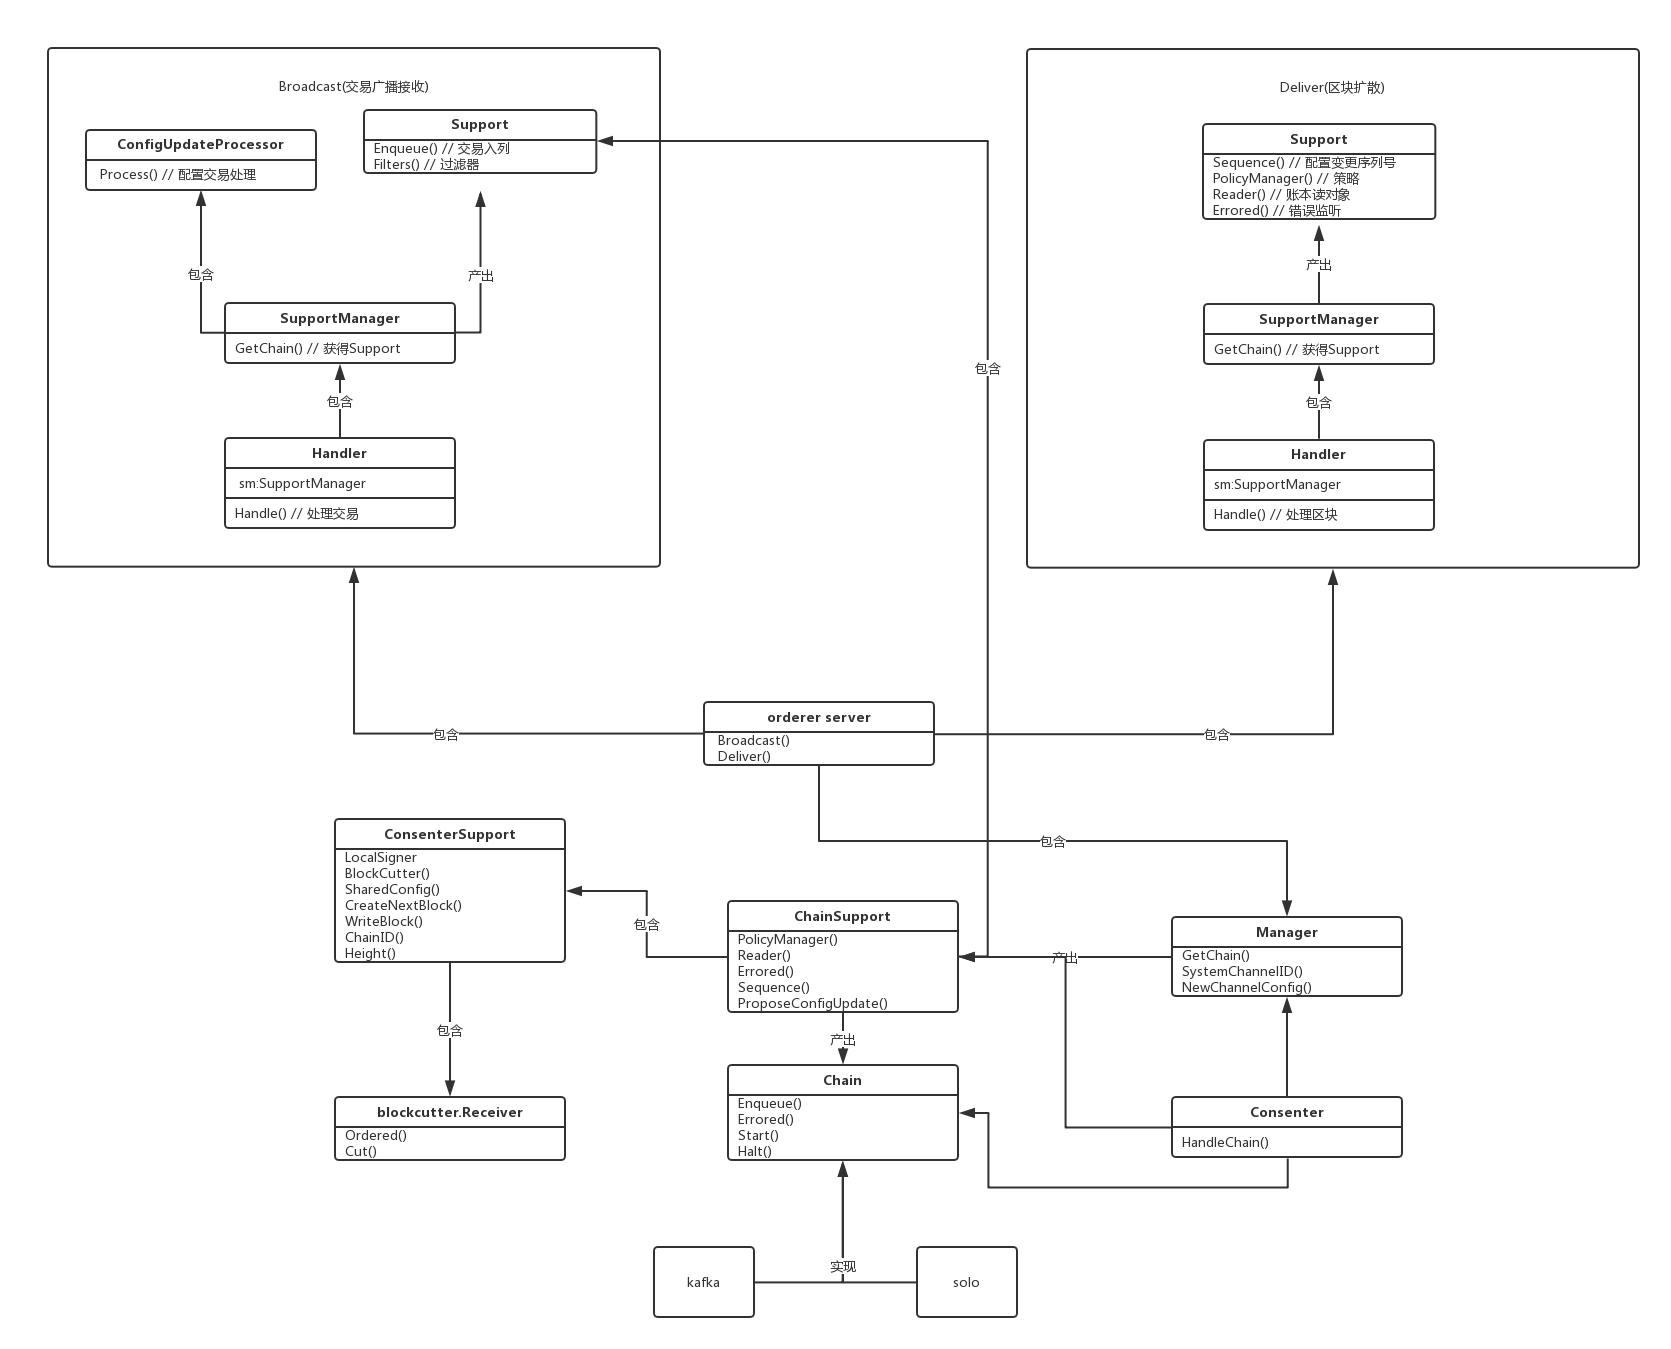 Broadcast(交易广播接收)
Support
Enqueue() // 交易入列
Filters() // 过滤器
ConfigUpdateProcessor
Process() // 配置交易处理
包含
产出
SupportManager
GetChain() // 获得Support
包含
Handler
sm:SupportManager
Handle() // 处理交易
包含
Deliver(区块扩散)
Support
Sequence() // 配置变更序列号
PolicyManager() // 策略
Reader() // 账本读对象
Errored() // 错误监听
产出
SupportManager
GetChain() // 获得Support
包含
Handler
sm:SupportManager
Handle() // 处理区块
orderer server
Broadcast()
Deliver()
包含
包含
包含
ConsenterSupport
LocalSigner
BlockCutter()
SharedConfig()
CreateNextBlock()
WriteBlock()
ChainID()
Height()
包含
ChainSupport
PolicyManager()
Reader()
Errored()
Sequence()
ProposeConfigUpdate()
产出
Manager
GetChain()
SystemChannelID()
NewChannelConfig()
包含
产出
blockcutter.Receiver
Ordered()
Cut()
Chain
Enqueue()
Errored()
Start()
Halt()
Consenter
HandleChain()
实现
kafka
solo